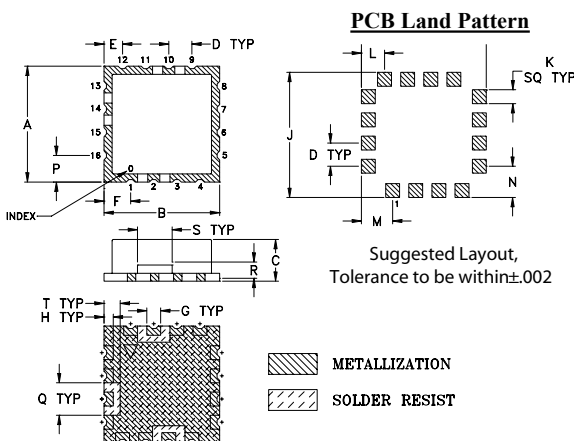 PCB Land Pattern
E
D TYP
12 11 10 9
13
14
15
16
8
7
6
5
A
P
0
1 2 3 4
INDEX
F
B
L
K
SQ TYP
J
D TYP
N
1
M
S TYP
R
C
Suggested Layout,
Tolerance to be within±.002
T TYP
H TYP
G TYP
Q TYP
METALLIZATION
SOLDER RESIST